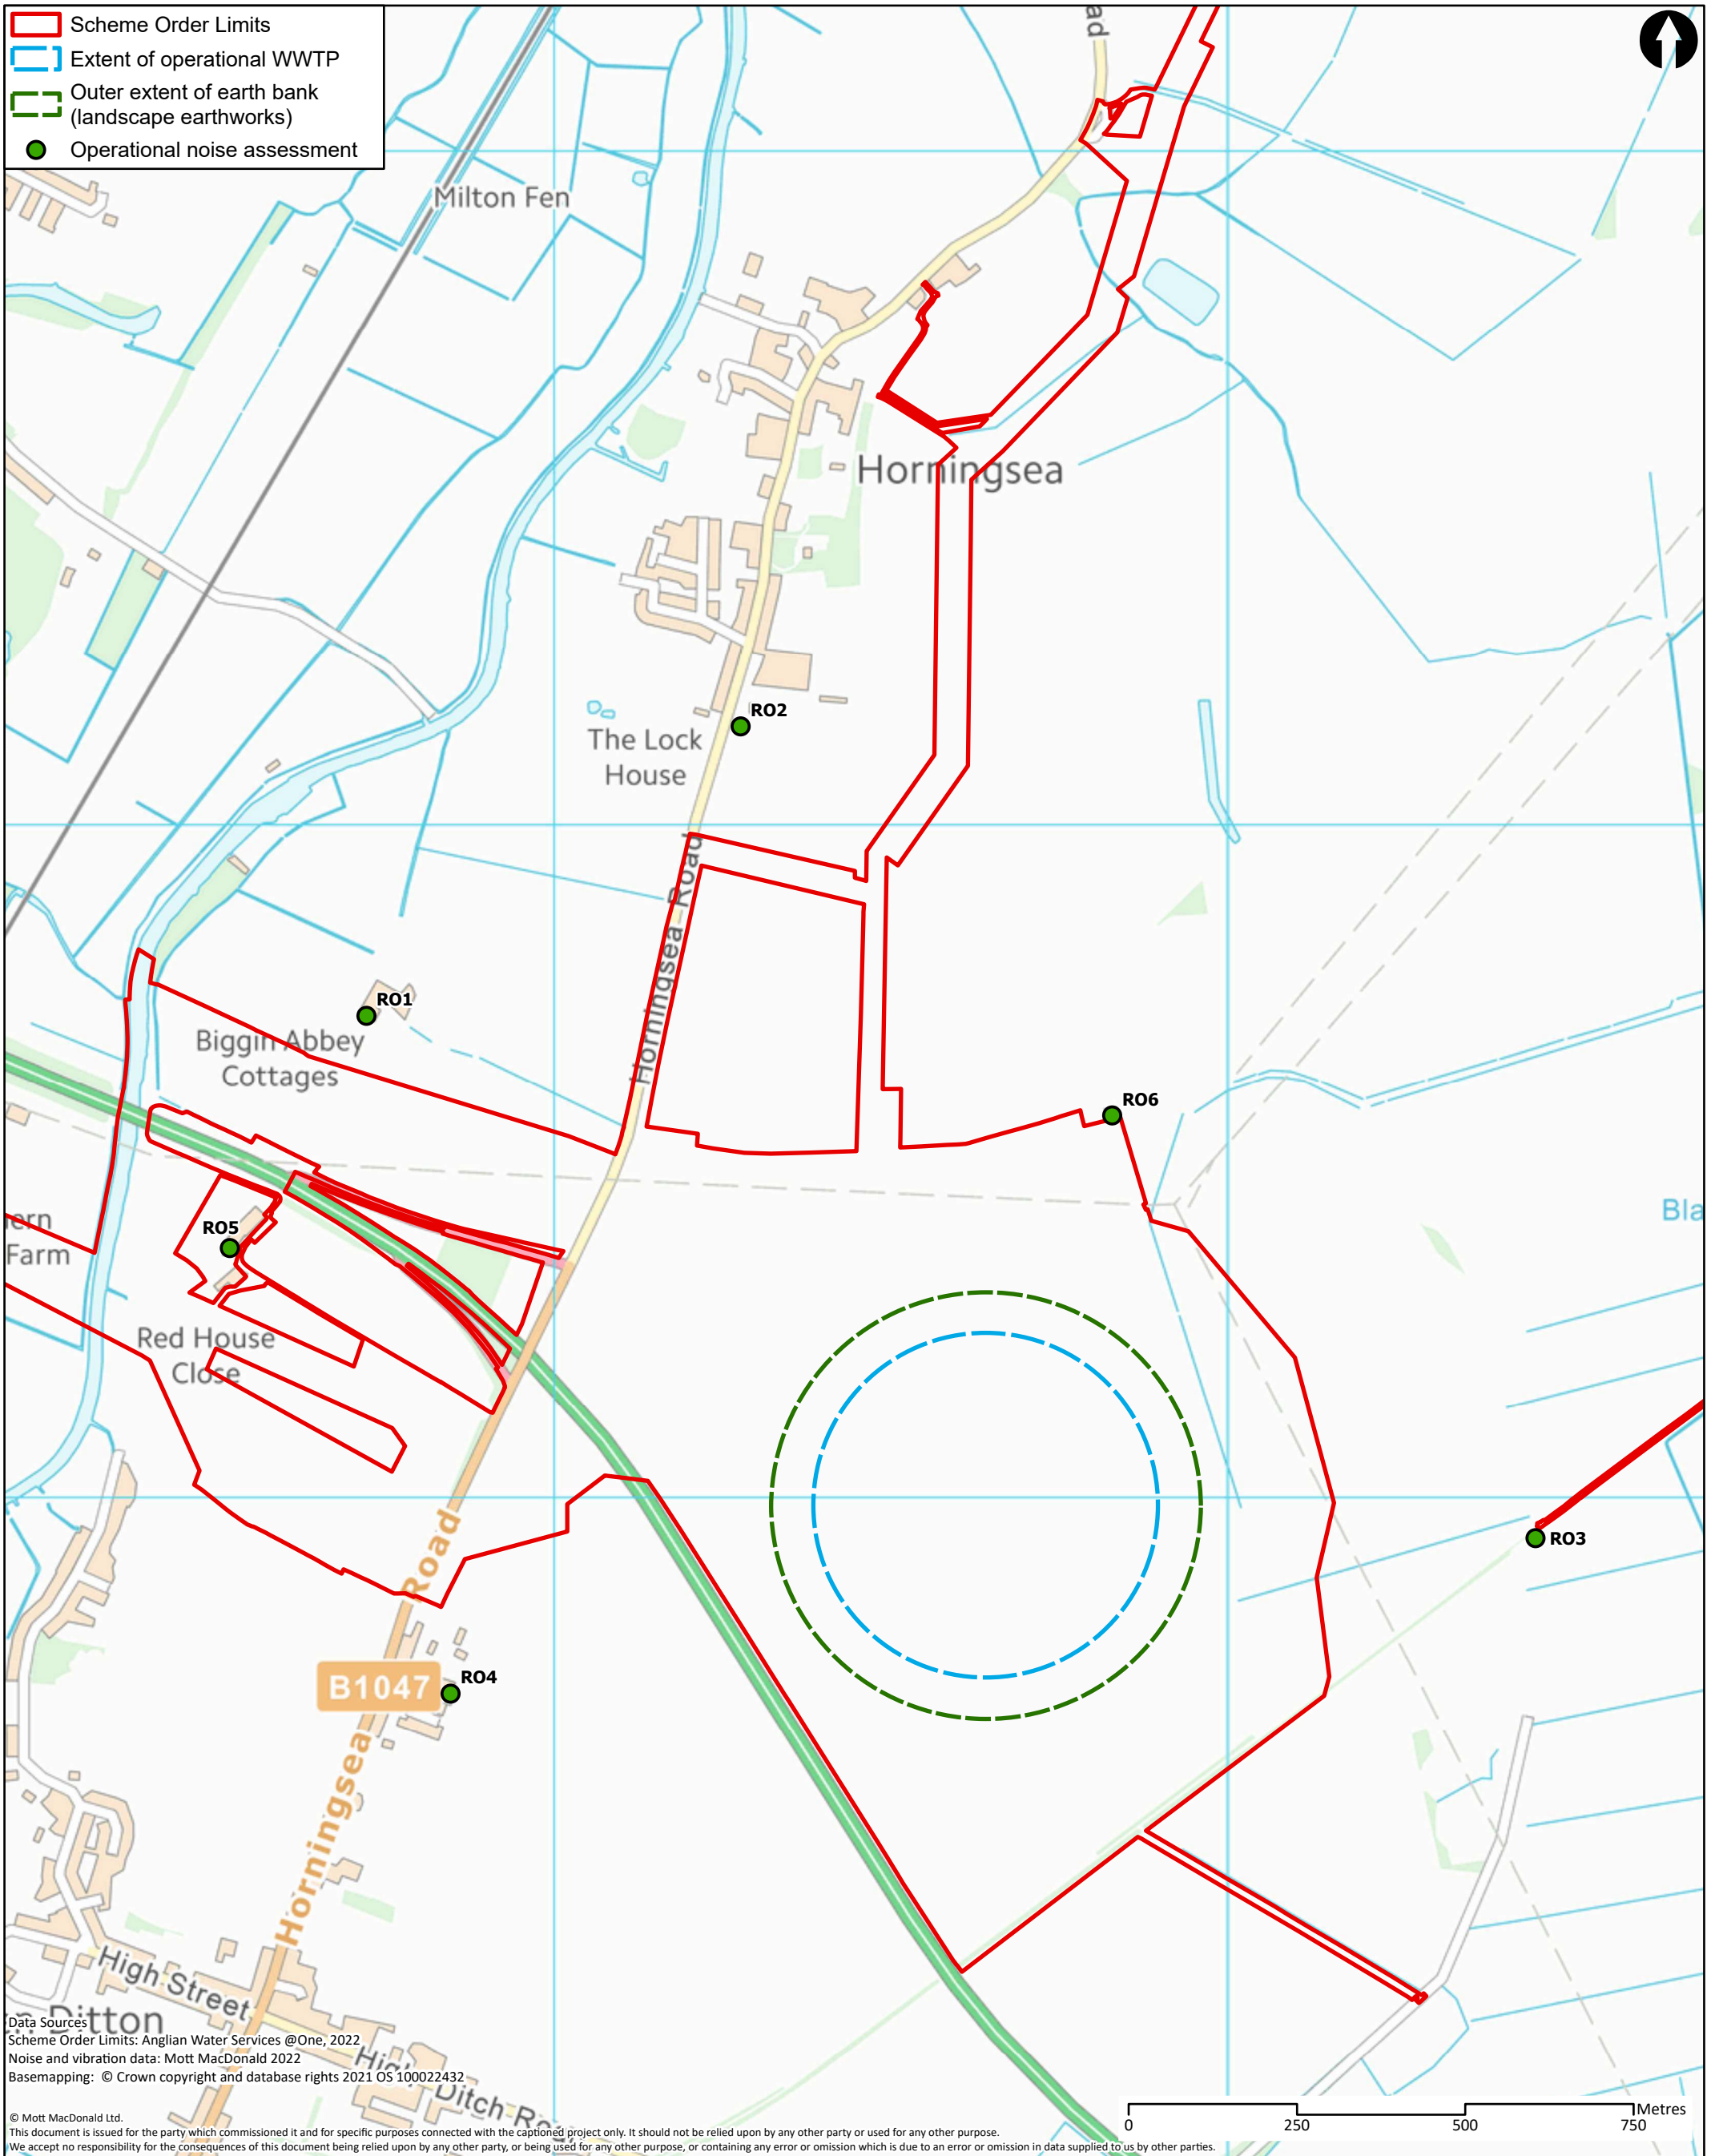 Scheme Order Limits
Extent of operational WWTP
Outer extent of earth bank
(landscape earthworks)
Operational noise assessment
ad
Milton Fen
Horningsea
RO2
The Lock
House
Horningsea Road
RO1
Biggin Abbey
Cottages
RO6
ern
Farm
RO5
Bla
Red House
Close
RO3
Road
B1047
RO4
Horningsea
High Street
n Ditton
High Ditch Ro
Data Sources
Scheme Order Limits: Anglian Water Services @One, 2022
Noise and vibration data: Mott MacDonald 2022
Basemapping: © Crown copyright and database rights 2021 OS 100022432
0 250 500 750 Metres
© Mott MacDonald Ltd.
This document is issued for the party which commissioned it and for specific purposes connected with the captioned project only. It should not be relied upon by any other party or used for any other purpose.
We accept no responsibility for the consequences of this document being relied upon by any other party, or being used for any other purpose, or containing any error or omission which is due to an error or omission in data supplied to us by other parties.